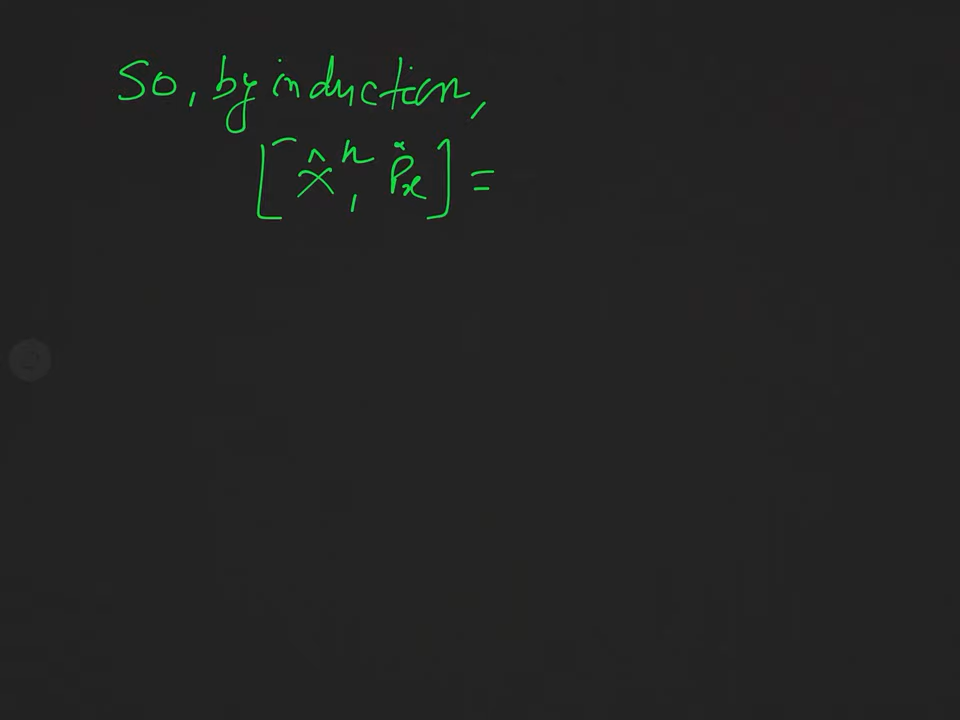 So, by induction,
[x̂ⁿ, p̂ₓ] =